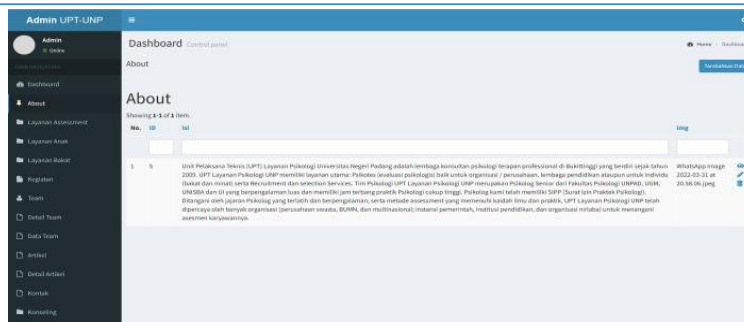 Admin UPT-UNP
Admin
Online
Dashboard Control panel
Home Dashboa
Dashboard
About
Tambahkan Data
About
Layanan Assessment
Layanan Anak
Layanan Bakat
Kegiatan
Team
Detail Team
Data Team
Artikel
Detail Artikel
Kontak
Konseling
About
Showing 1-1 of 1 item.
No. ID Isi Img
1 5
Unit Pelaksana Teknis (UPT) Layanan Psikologi Universitas Negeri Padang adalah lembaga konsultan psikologi terapan professional di Bukittinggi yang berdiri sejak tahun
2009. UPT Layanan Psikologi UNP memiliki layanan utama: Psikotes (evaluasi psikologis) baik untuk organisasi / perusahaan, lembaga pendidikan ataupun untuk individu
(bakat dan minat) serta Recruitment dan selection Services. Tim Psikologi UPT Layanan Psikologi UNP merupakan Psikolog Senior dari Fakultas Psikologi UNPAD, UGM,
UNISBA dan UI yang berpengalaman luas dan memiliki jam terbang praktik Psikologi cukup tinggi. Psikolog kami telah memiliki SIPP (Surat Izin Praktek Psikologi).
Ditangani oleh jajaran Psikolog yang terlatih dan berpengalaman, serta metode assessment yang memenuhi kaidah ilmu dan praktik, UPT Layanan Psikologi UNP telah
dipercaya oleh banyak organisasi (perusahaan swasta, BUMN, dan multinasional) instansi pemerintah, institusi pendidikan, dan organisasi nirlaba) untuk menangani
asesmen karyawannya.
WhatsApp Image
2022-03-31 at
20.58.06.jpeg